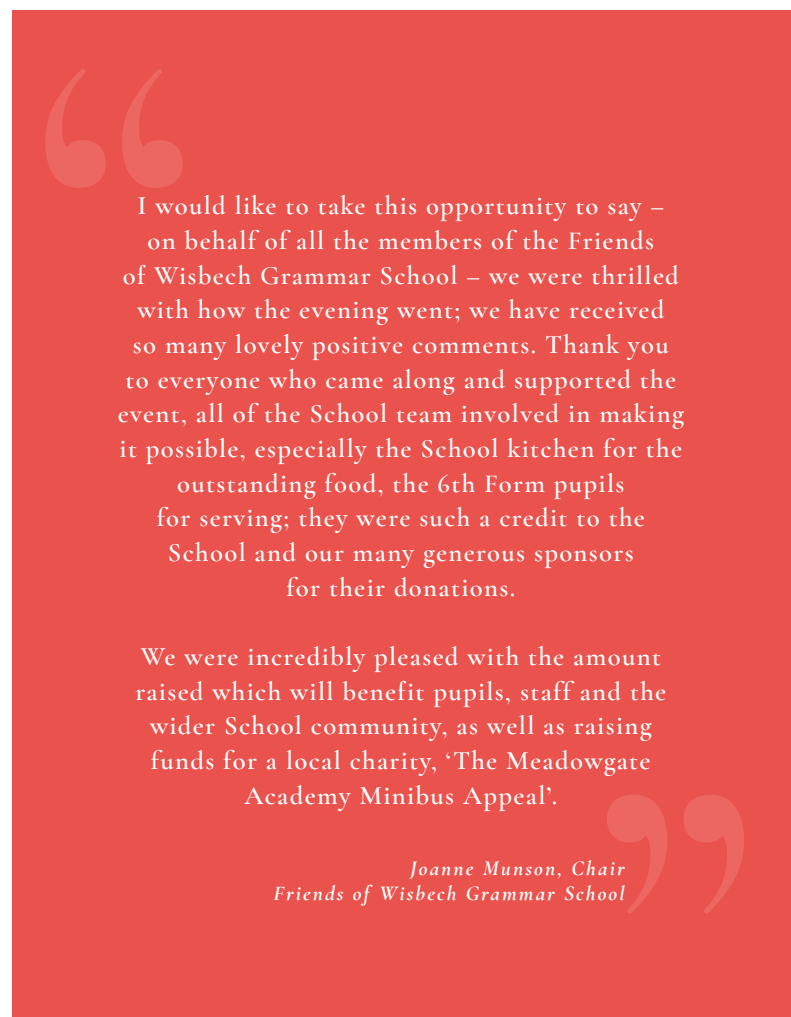 I would like to take this opportunity to say –
on behalf of all the members of the Friends
of Wisbech Grammar School – we were thrilled
with how the evening went; we have received
so many lovely positive comments. Thank you
to everyone who came along and supported the
event, all of the School team involved in making
it possible, especially the School kitchen for the
outstanding food, the 6th Form pupils
for serving; they were such a credit to the
School and our many generous sponsors
for their donations.
We were incredibly pleased with the amount
raised which will benefit pupils, staff and the
wider School community, as well as raising
funds for a local charity, ‘The Meadowgate
Academy Minibus Appeal’.
Joanne Munson, Chair
Friends of Wisbech Grammar School